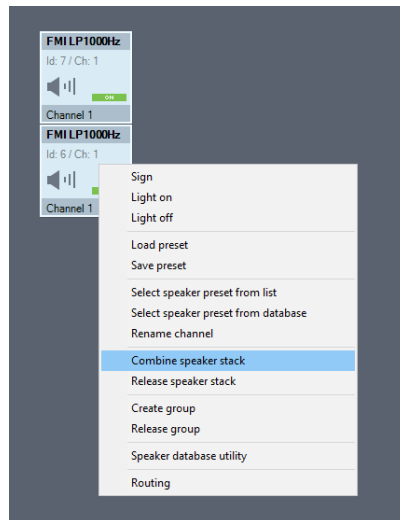 FMI LP1000Hz
Id: 7 / Ch: 1
ON
Channel 1
FMI LP1000Hz
Id: 6 / Ch: 1
Channel 1
Sign
Light on
Light off
Load preset
Save preset
Select speaker preset from list
Select speaker preset from database
Rename channel
Combine speaker stack
Release speaker stack
Create group
Release group
Speaker database utility
Routing